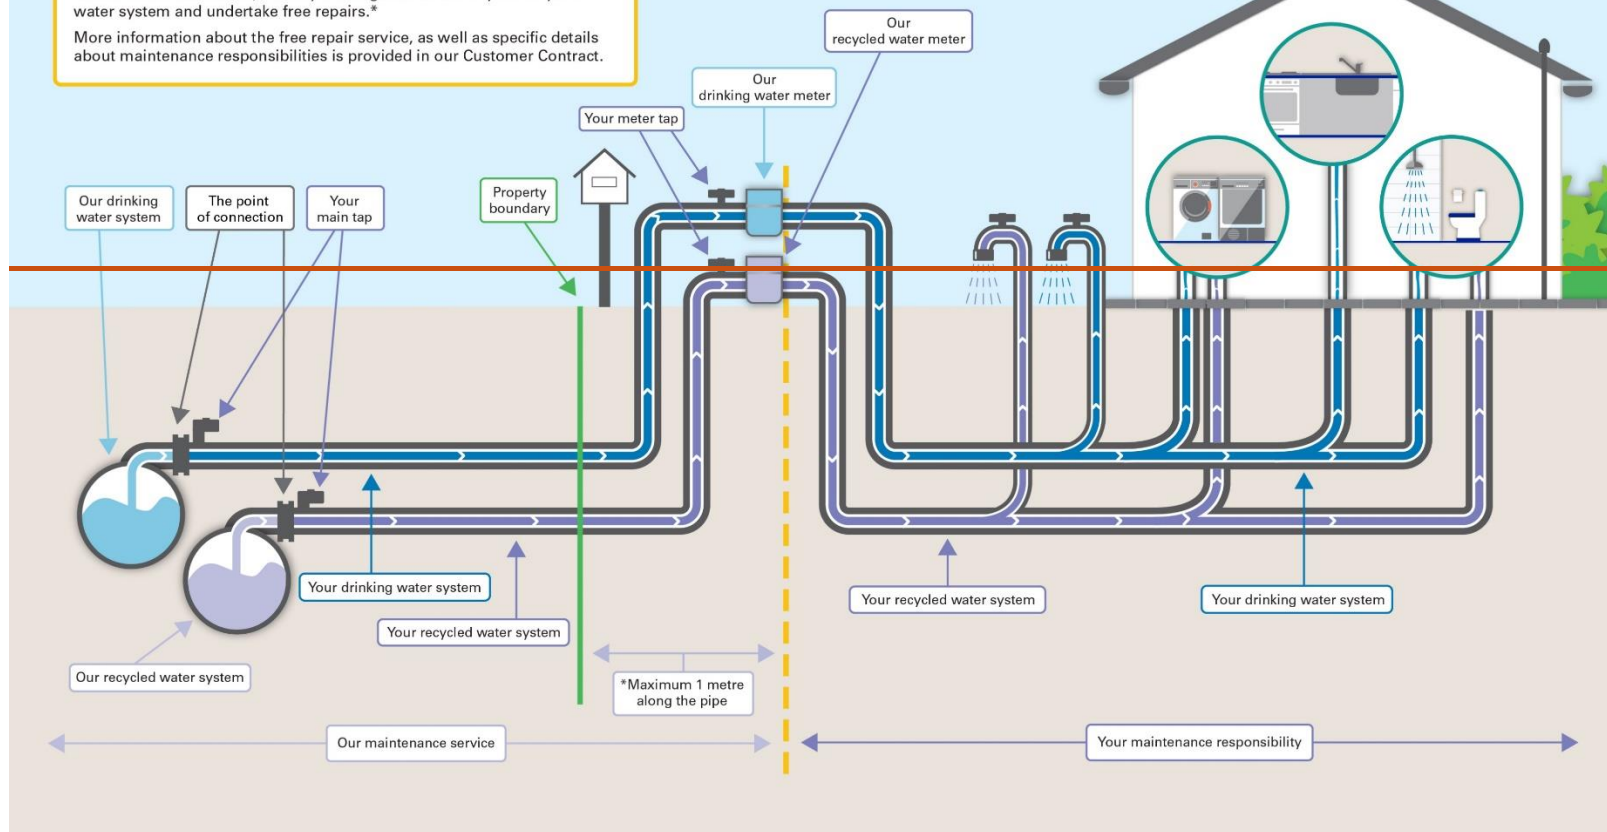 water system and undertake free repairs.*
More information about the free repair service, as well as specific details
about maintenance responsibilities is provided in our Customer Contract.
Our
recycled water meter
Our
drinking water meter
Your meter tap
Our drinking
water system
The point
of connection
Your
main tap
Property
boundary
Your drinking water system
Your recycled water system
Our recycled water system
*Maximum 1 metre
along the pipe
Your recycled water system
Your drinking water system
Our maintenance service
Your maintenance responsibility